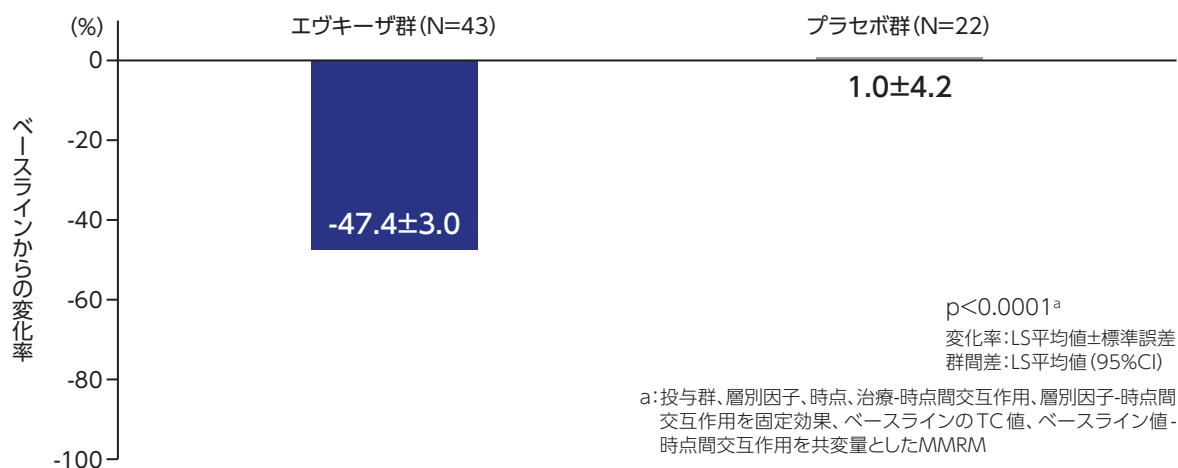 (%)
エヴキーザ群(N=43)
プラセボ群(N=22)
0
-20
-40
-60
-80
-100
ベースラインからの変化率
-47.4±3.0
1.0±4.2
p<0.0001ᵃ
変化率:LS平均値±標準誤差
群間差:LS平均値(95%CI)
a:投与群、層別因子、時点、治療-時点間交互作用、層別因子-時点間
交互作用を固定効果、ベースラインのTC値、ベースライン値-
時点間交互作用を共変量としたMMRM